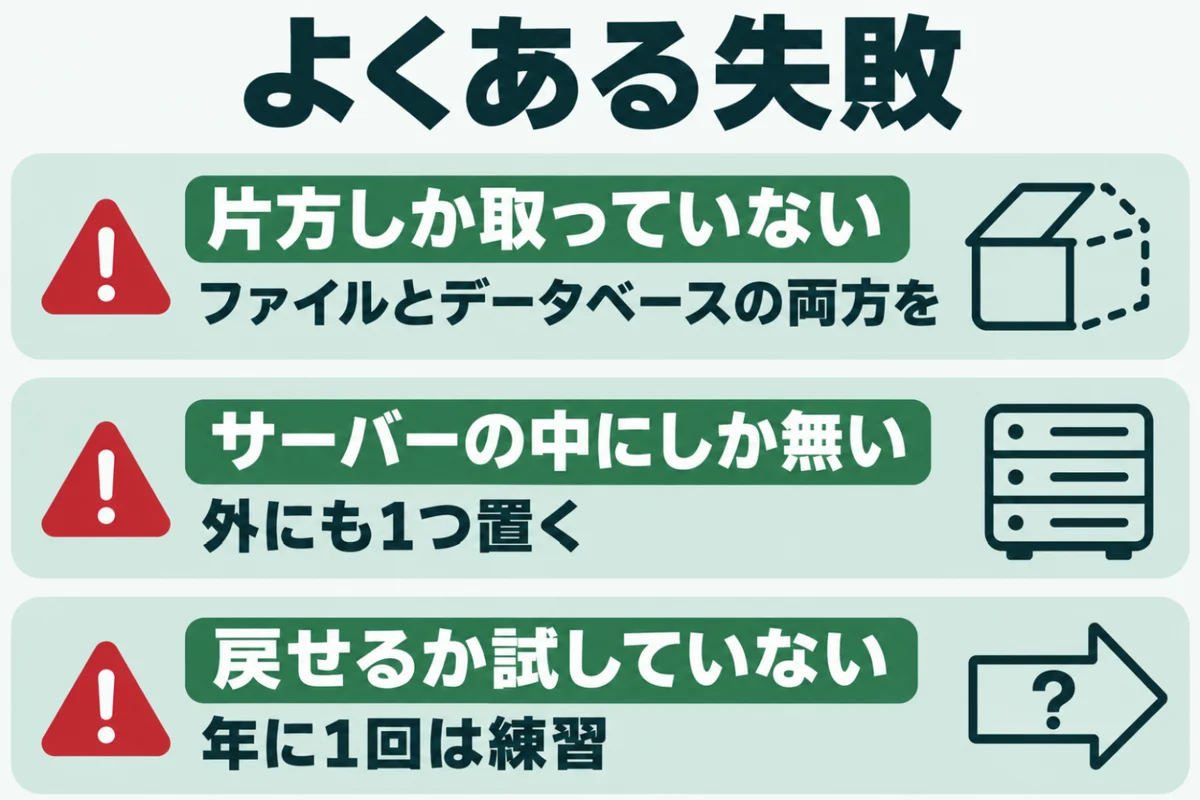 よくある失敗
片方しか取っていない
ファイルとデータベースの両方を
サーバーの中にしか無い
外にも1つ置く
戻せるか試していない
年に1回は練習
?